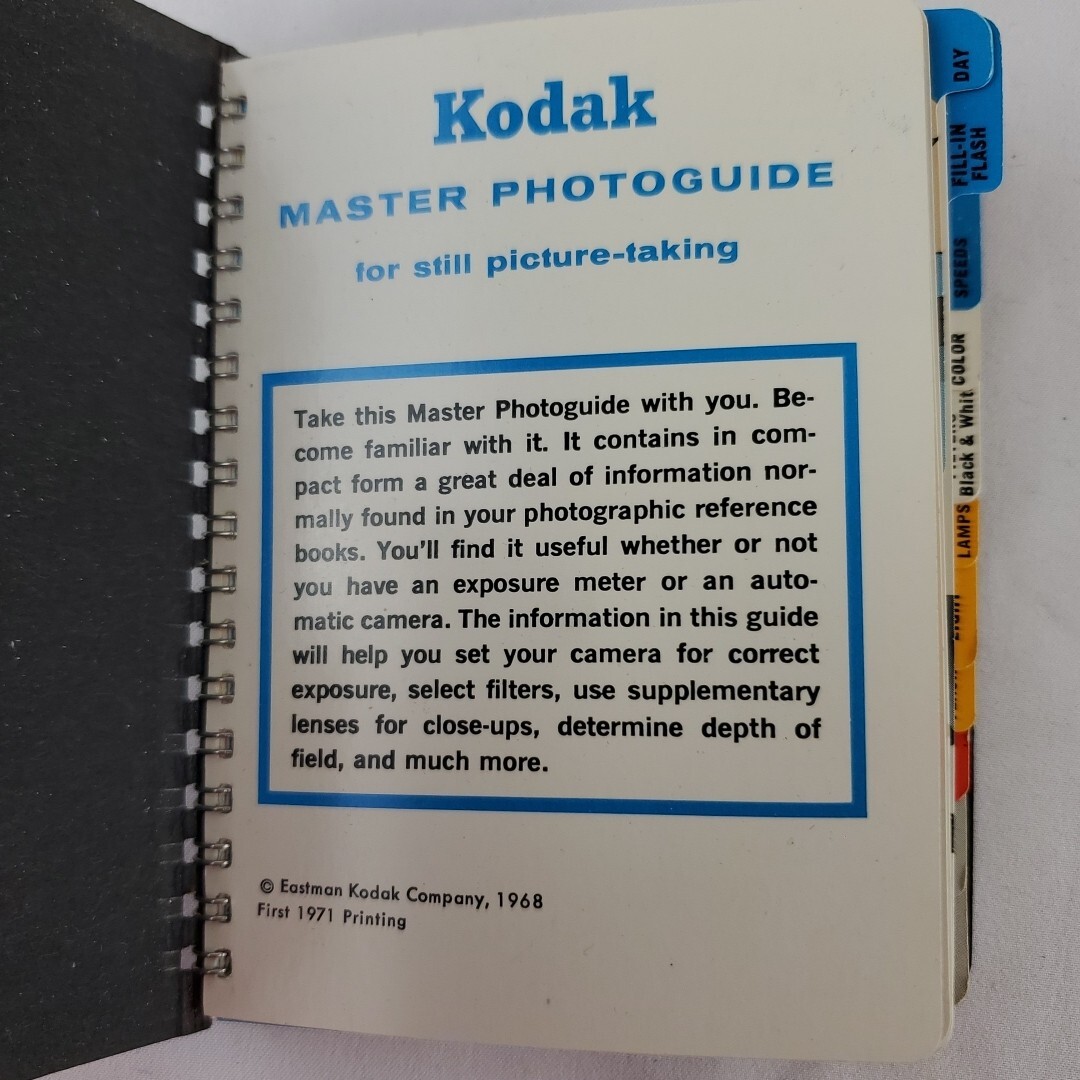 Kodak
MASTER PHOTOGUIDE
for still picture-taking
Take this Master Photoguide with you. Be-
come familiar with it. It contains in com-
pact form a great deal of information nor-
mally found in your photographic reference
books. You'll find it useful whether or not
you have an exposure meter or an auto-
matic camera. The information in this guide
will help you set your camera for correct
exposure, select filters, use supplementary
lenses for close-ups, determine depth of
field, and much more.
© Eastman Kodak Company, 1968
First 1971 Printing
DAY
FILL-IN
FLASH
SPEEDS
COLOR
Black & Whit
LAMPS